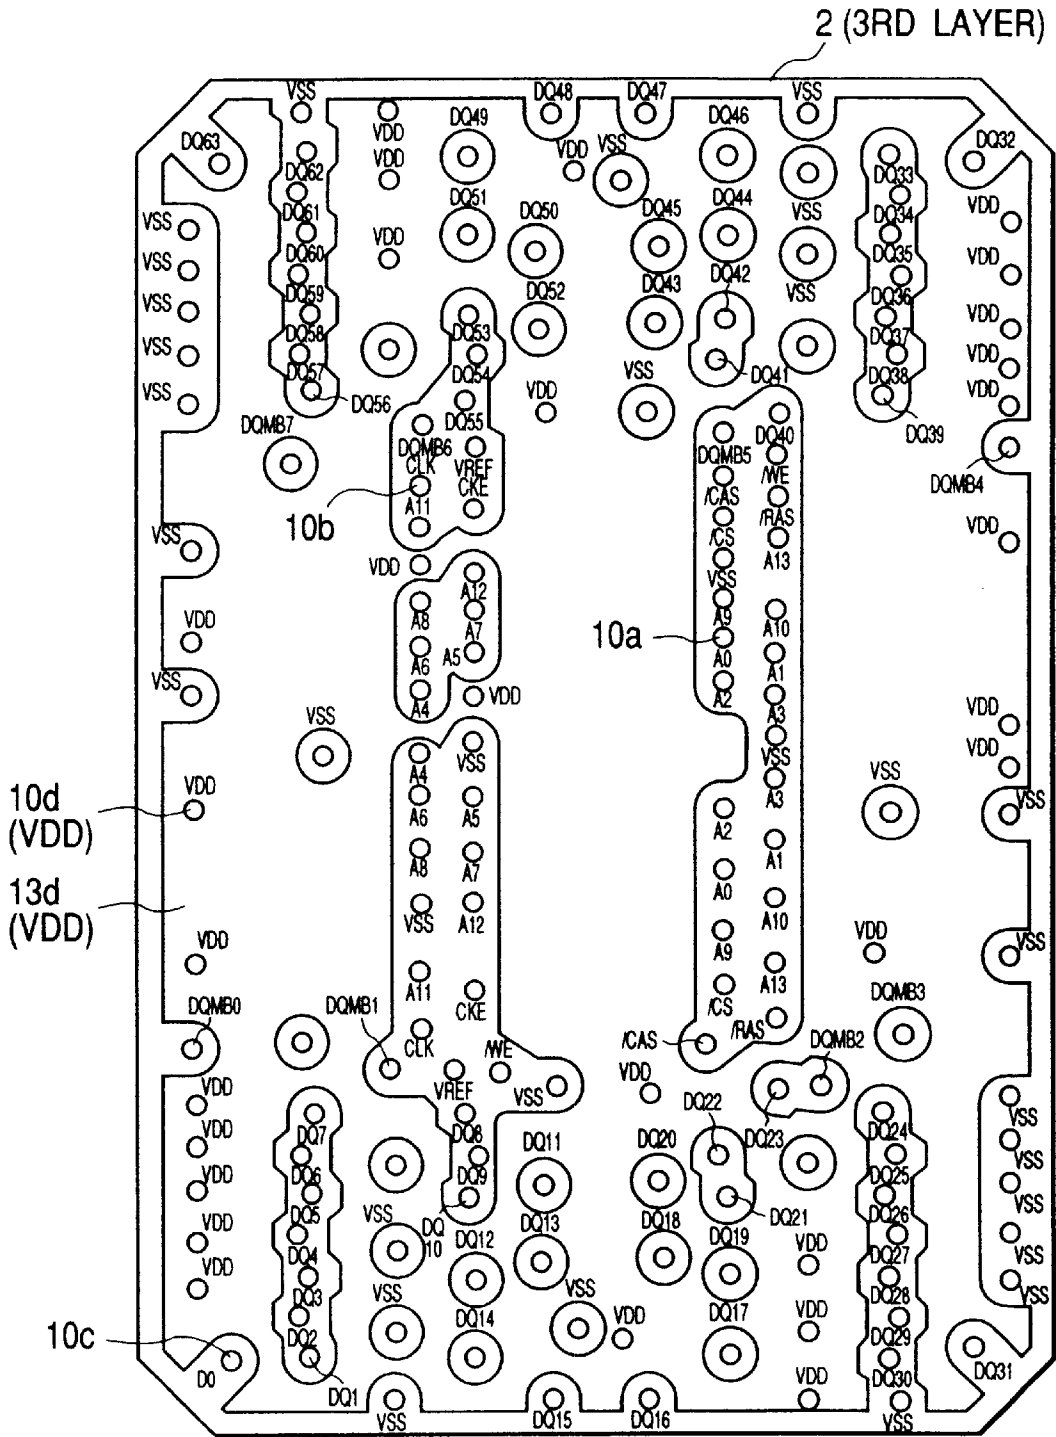 2 (3RD LAYER)
VSS
DQ48
DQ47
VSS
DQ63
VDD
DQ49
DQ46
DQ32
VDD
VDD
VSS
VSS
DQ62
DQ33
DQ61
DQ51
DQ50
DQ45
DQ44
VSS
DQ34
VDD
VSS
VDD
DQ60
DQ35
VSS
DQ59
DQ52
DQ43
DQ42
VSS
DQ36
VDD
VSS
DQ58
DQ53
DQ37
VDD
VSS
DQ57
DQ54
VSS
DQ41
DQ38
VDD
VSS
DQ56
DQ55
VDD
DQ40
DQ39
VDD
DQMB7
DQMB6
CLK
VREF
CKE
DQMB5
/WE
DQMB4
10b
A11
/CAS
/RAS
VSS
VDD
/CS
A13
VDD
A12
VSS
VDD
A8
A7
10a
A9
A10
A6
A5
A0
A1
VSS
A4
VDD
A2
A3
VDD
VSS
A4
VSS
VSS
VDD
10d
(VDD)
VDD
A6
A5
A3
VSS
VSS
A2
A8
A7
A1
13d
(VDD)
VSS
A12
A0
A10
VDD
A9
VDD
VSS
A11
CKE
/CS
A13
DQMB0
DQMB1
CLK
/WE
/CAS
/RAS
DQMB2
DQMB3
VDD
VREF
VSS
VDD
VDD
DQ7
DQ8
DQ22
DQ23
DQ24
VSS
VDD
DQ6
DQ9
DQ11
DQ20
DQ25
VSS
VDD
DQ5
VSS
DQ
10
DQ13
DQ18
DQ21
DQ26
VSS
VDD
DQ4
DQ12
DQ19
VDD
DQ27
VSS
DQ3
VSS
DQ28
VSS
10c
DQ2
DQ14
VSS
VDD
DQ17
VDD
DQ29
D0
DQ1
DQ30
DQ31
VSS
DQ15
DQ16
VDD
VSS